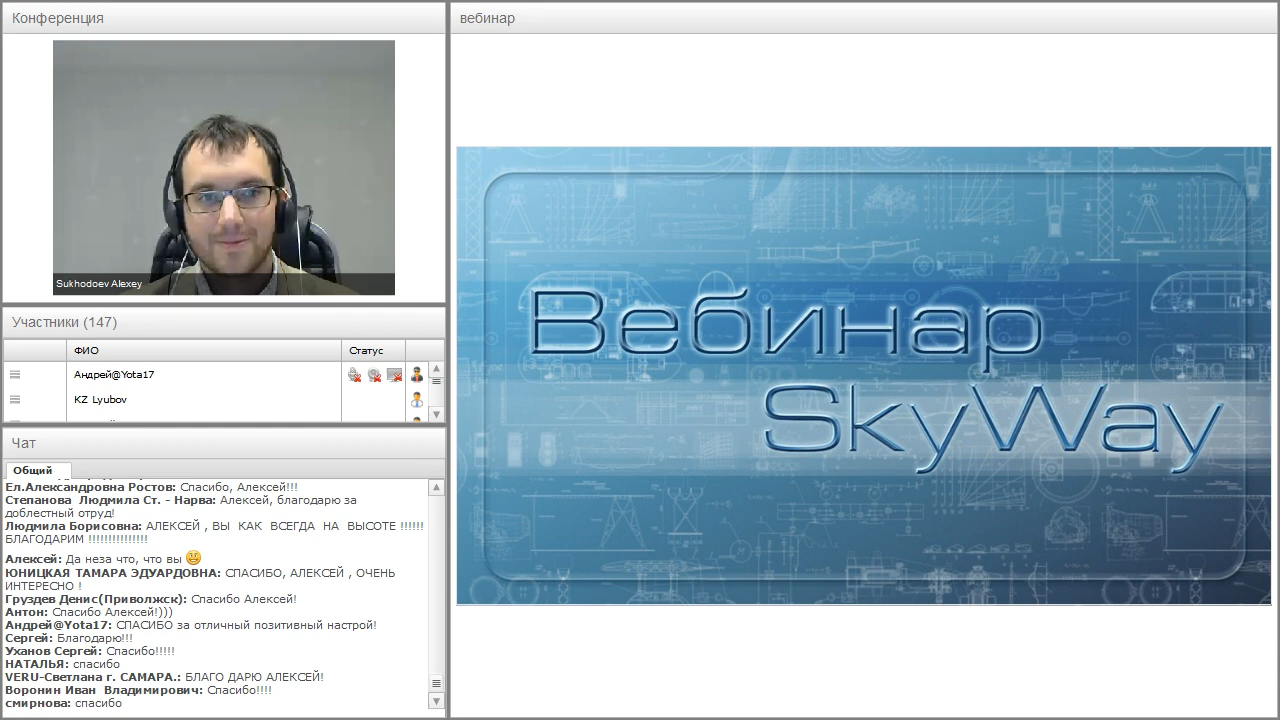 Конференция
Sukhodoev Alexey
Участники (147)
ФИО Статус
Андрей@Yota17
KZ Lyubov
Чат
Общий
Ел.Александровна Ростов: Спасибо, Алексей!!!
Степанова Людмила Ст. - Нарва: Алексей, благодарю за
доблестный отруд!
Людмила Борисовна: АЛЕКСЕЙ , ВЫ КАК ВСЕГДА НА ВЫСОТЕ !!!!!!
БЛАГОДАРИМ !!!!!!!!!!!!!!!
Алексей: Да неза что, что вы
ЮНИЦКАЯ ТАМАРА ЭДУАРДОВНА: СПАСИБО, АЛЕКСЕЙ , ОЧЕНЬ
ИНТЕРЕСНО !
Груздев Денис(Приволжск): Спасибо Алексей!
Антон: Спасибо Алексей!)))
Андрей@Yota17: СПАСИБО за отличный позитивный настрой!
Сергей: Благодарю!!!
Уханов Сергей: Спасибо!!!!!
НАТАЛЬЯ: спасибо
VERU-Светлана г. САМАРА.: БЛАГО ДАРЮ АЛЕКСЕЙ!
Воронин Иван Владимирович: Спасибо!!!!
смирнова: спасибо
вебинар
Вебинар
SkyWay